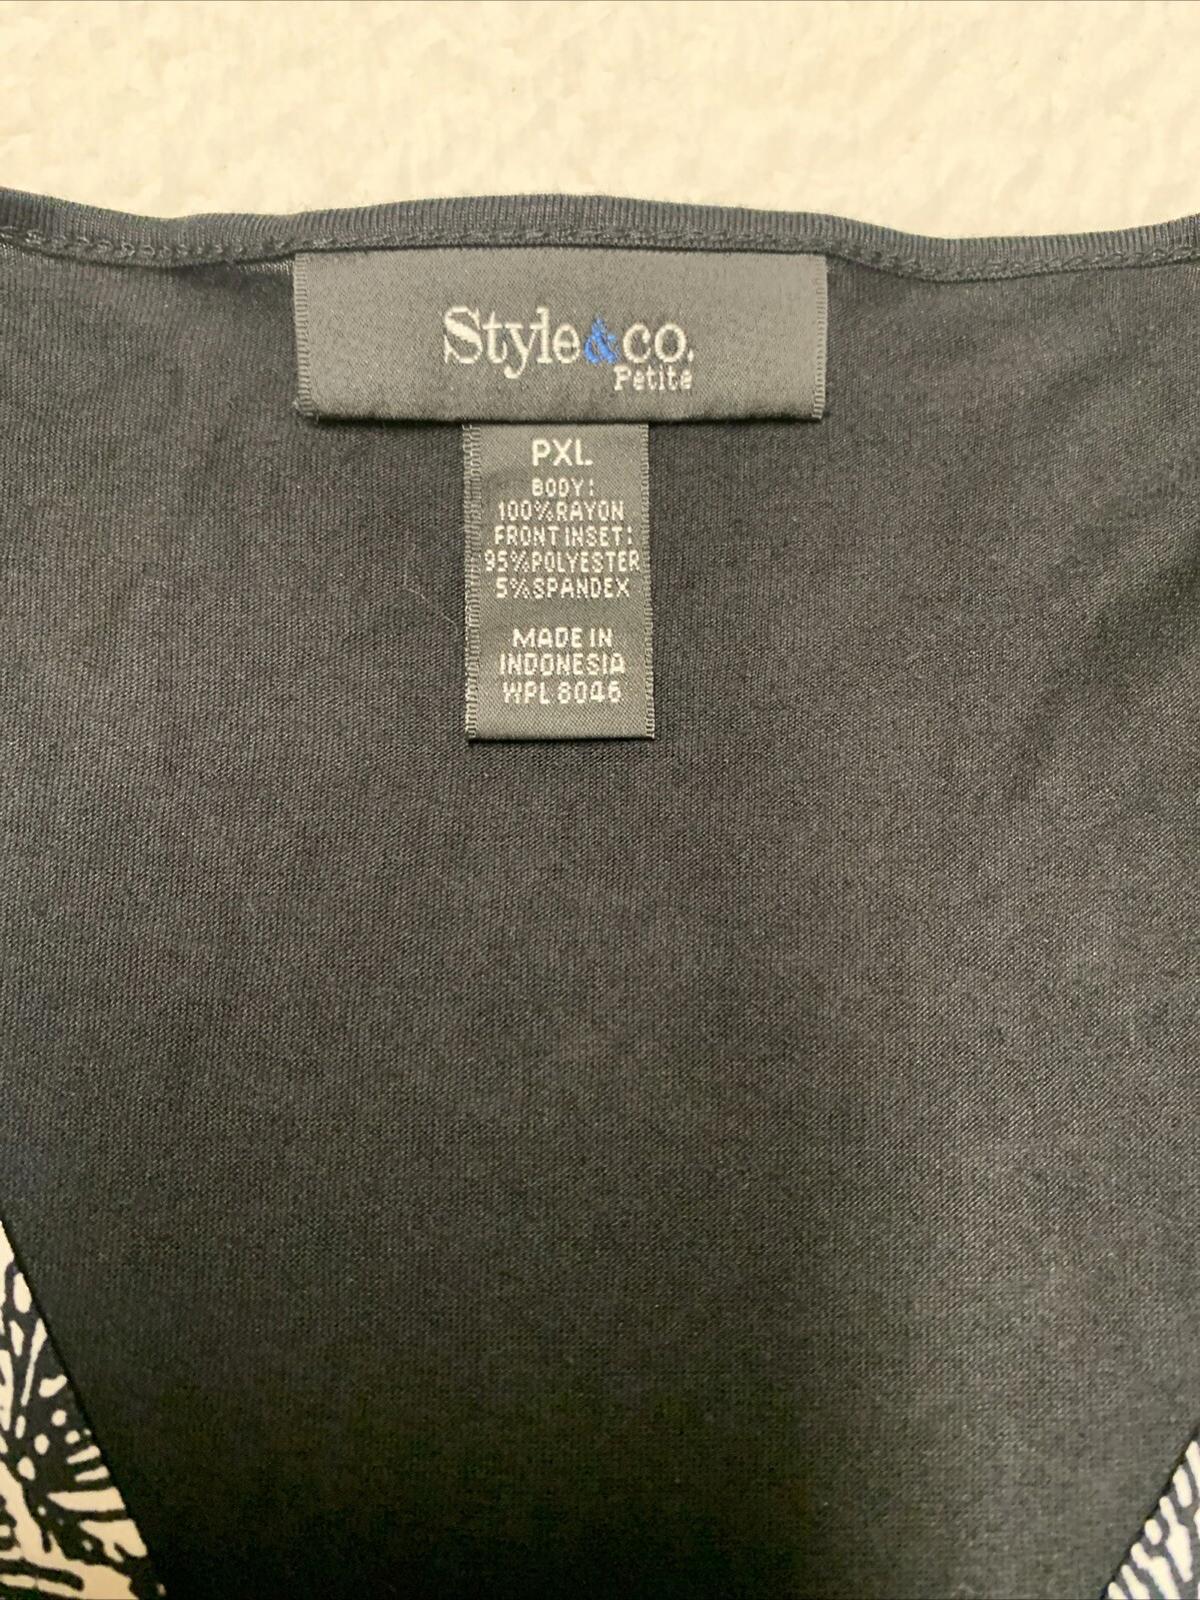 Style&co.
Petite
PXL
BODY:
100%RAYON
FRONT INSET:
95%POLYESTER
5%SPANDEX
MADE IN
INDONESIA
WPL 8046